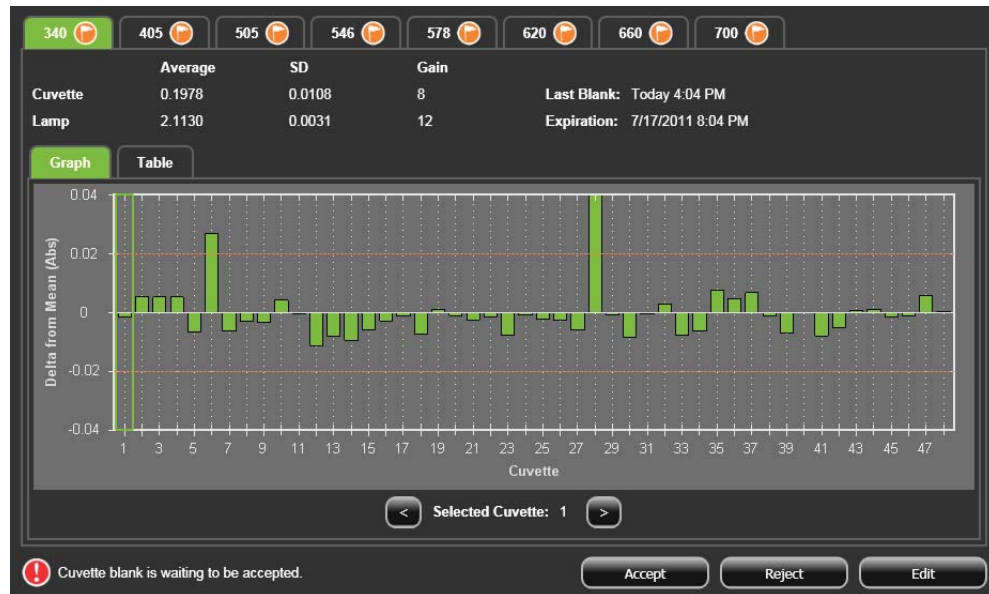 340 405 505 546 578 620 660 700
Average SD Gain
Cuvette 0.1978 0.0108 8 Last Blank: Today 4:04 PM
Lamp 2.1130 0.0031 12 Expiration: 7/17/2011 8:04 PM
Graph Table
Delta from Mean (Abs)
0.04
0.02
0
-0.02
-0.04
1 3 5 7 9 11 13 15 17 19 21 23 25 27 29 31 33 35 37 39 41 43 45 47
Cuvette
< Selected Cuvette: 1 >
! Cuvette blank is waiting to be accepted. Accept Reject Edit